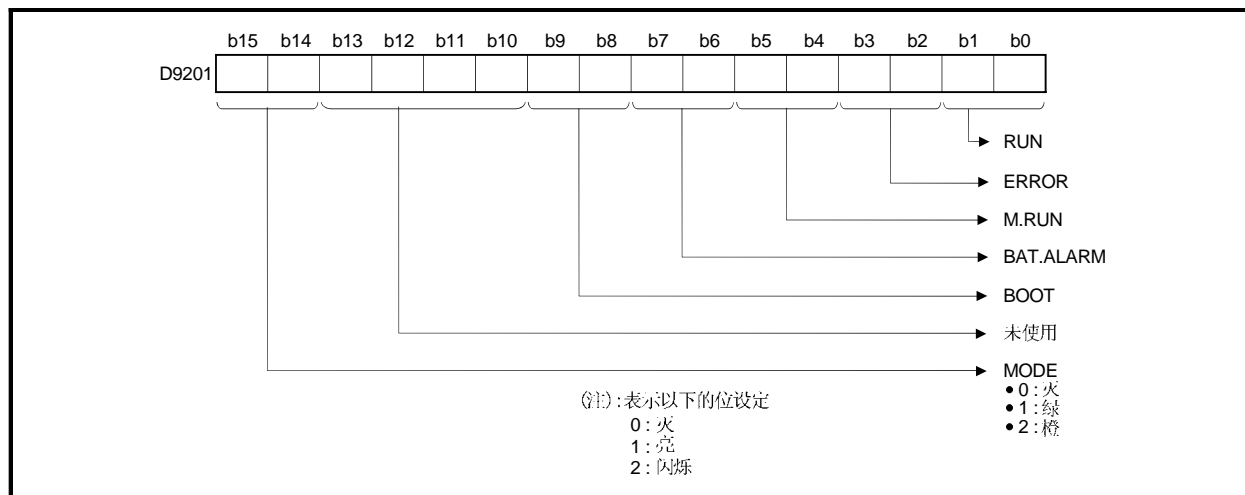 b15 b14 b13 b12 b11 b10 b9 b8 b7 b6 b5 b4 b3 b2 b1 b0
D9201
RUN
ERROR
M.RUN
BAT.ALARM
BOOT
未使用
MODE
• 0 : 灭
• 1 : 绿
• 2 : 橙
(注) : 表示以下的位设定
0 : 灭
1 : 亮
2 : 闪烁